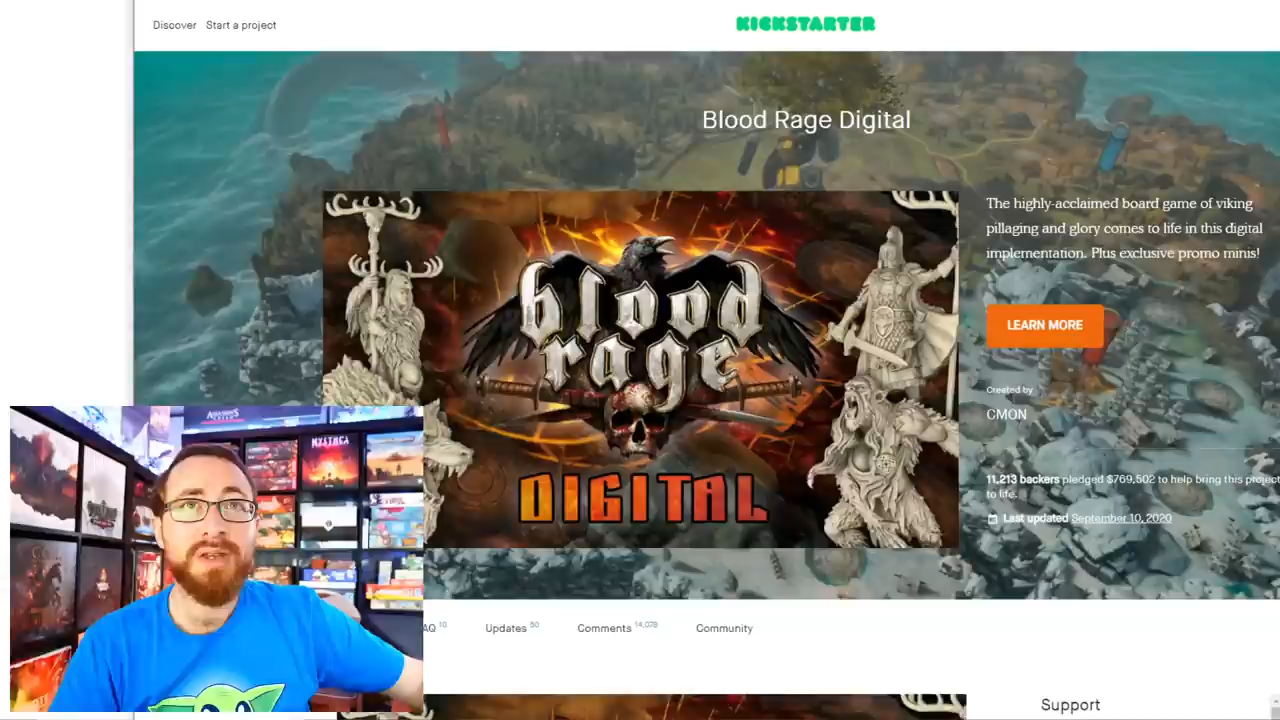 Discover Start a project
KICKSTARTER
Blood Rage Digital
blood
rage
DIGITAL
The highly-acclaimed board game of viking
pillaging and glory comes to life in this digital
implementation. Plus exclusive promo minis!
LEARN MORE
Created by
CMON
11,213 backers pledged $769,502 to help bring this project
to life.
Last updated September 10, 2020
AQ 10 Updates 50 Comments 14,078 Community
Support
ASSASSIN'S
MYSTHEA